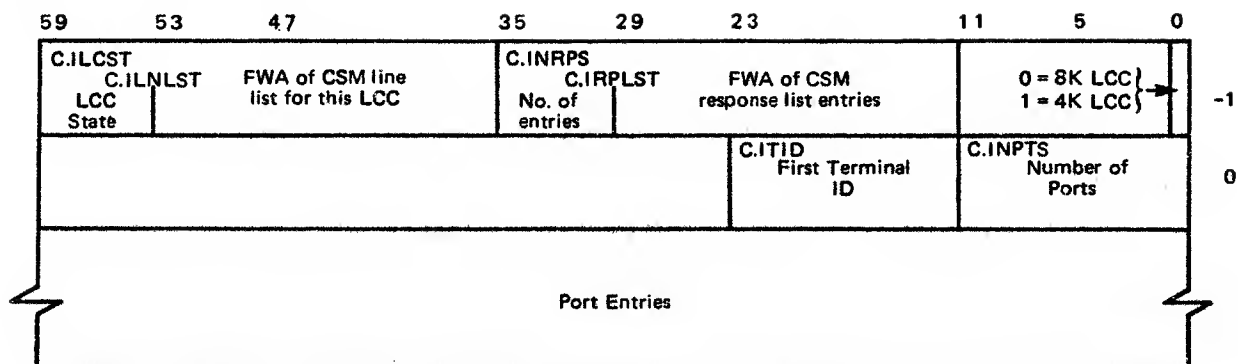 59 53 47 35 29 23 11 5 0
C.ILCST
C.ILNLST
LCC
State
FWA of CSM line
list for this LCC
C.INRPS
C.IRPLST
No. of
entries
FWA of CSM
response list entries
0 = 8K LCC
1 = 4K LCC
-1
C.ITID
First Terminal
ID
C.INPTS
Number of
Ports
0
Port Entries